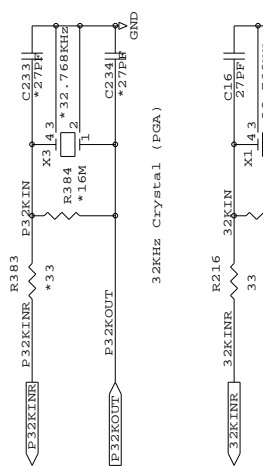 GND
C233
*27PF
*32.768KHz
C234
*27PF
X3
4
3
2
1
R384
*16M
P32KIN
R383
*33
P32KINR
P32KINR
P32KOUT
P32KOUT
32KHz Crystal (PGA)
C16
27PF
X1
4
3
32KIN
R216
33
32KINR
32KINR